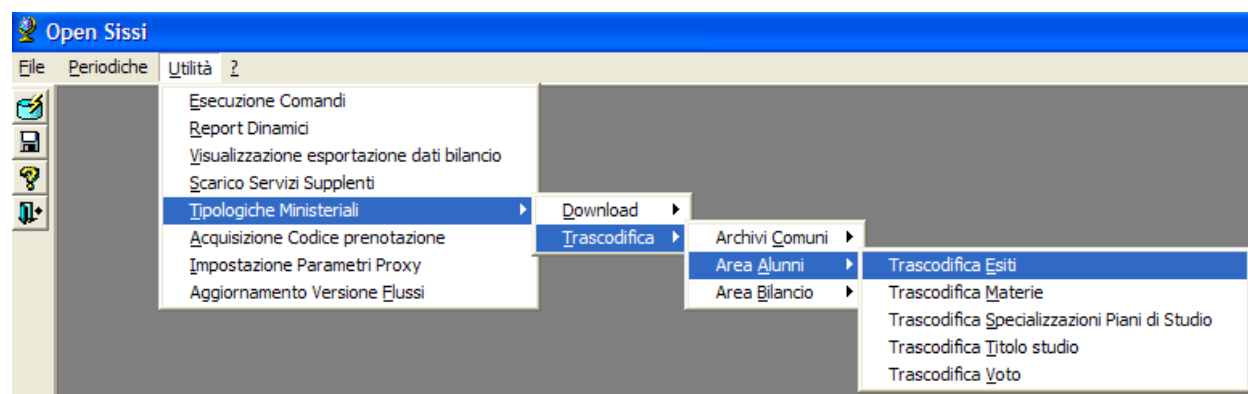 Open Sissi
File Periodiche Utilità ?
Esecuzione Comandi
Report Dinamici
Visualizzazione esportazione dati bilancio
Scarico Servizi Supplenti
Tipologiche Ministeriali
Acquisizione Codice prenotazione
Impostazione Parametri Proxy
Aggiornamento Versione Flussi
Download
Trascodifica
Archivi Comuni
Area Alunni
Area Bilancio
Trascodifica Esiti
Trascodifica Materie
Trascodifica Specializzazioni Piani di Studio
Trascodifica Titolo studio
Trascodifica Voto